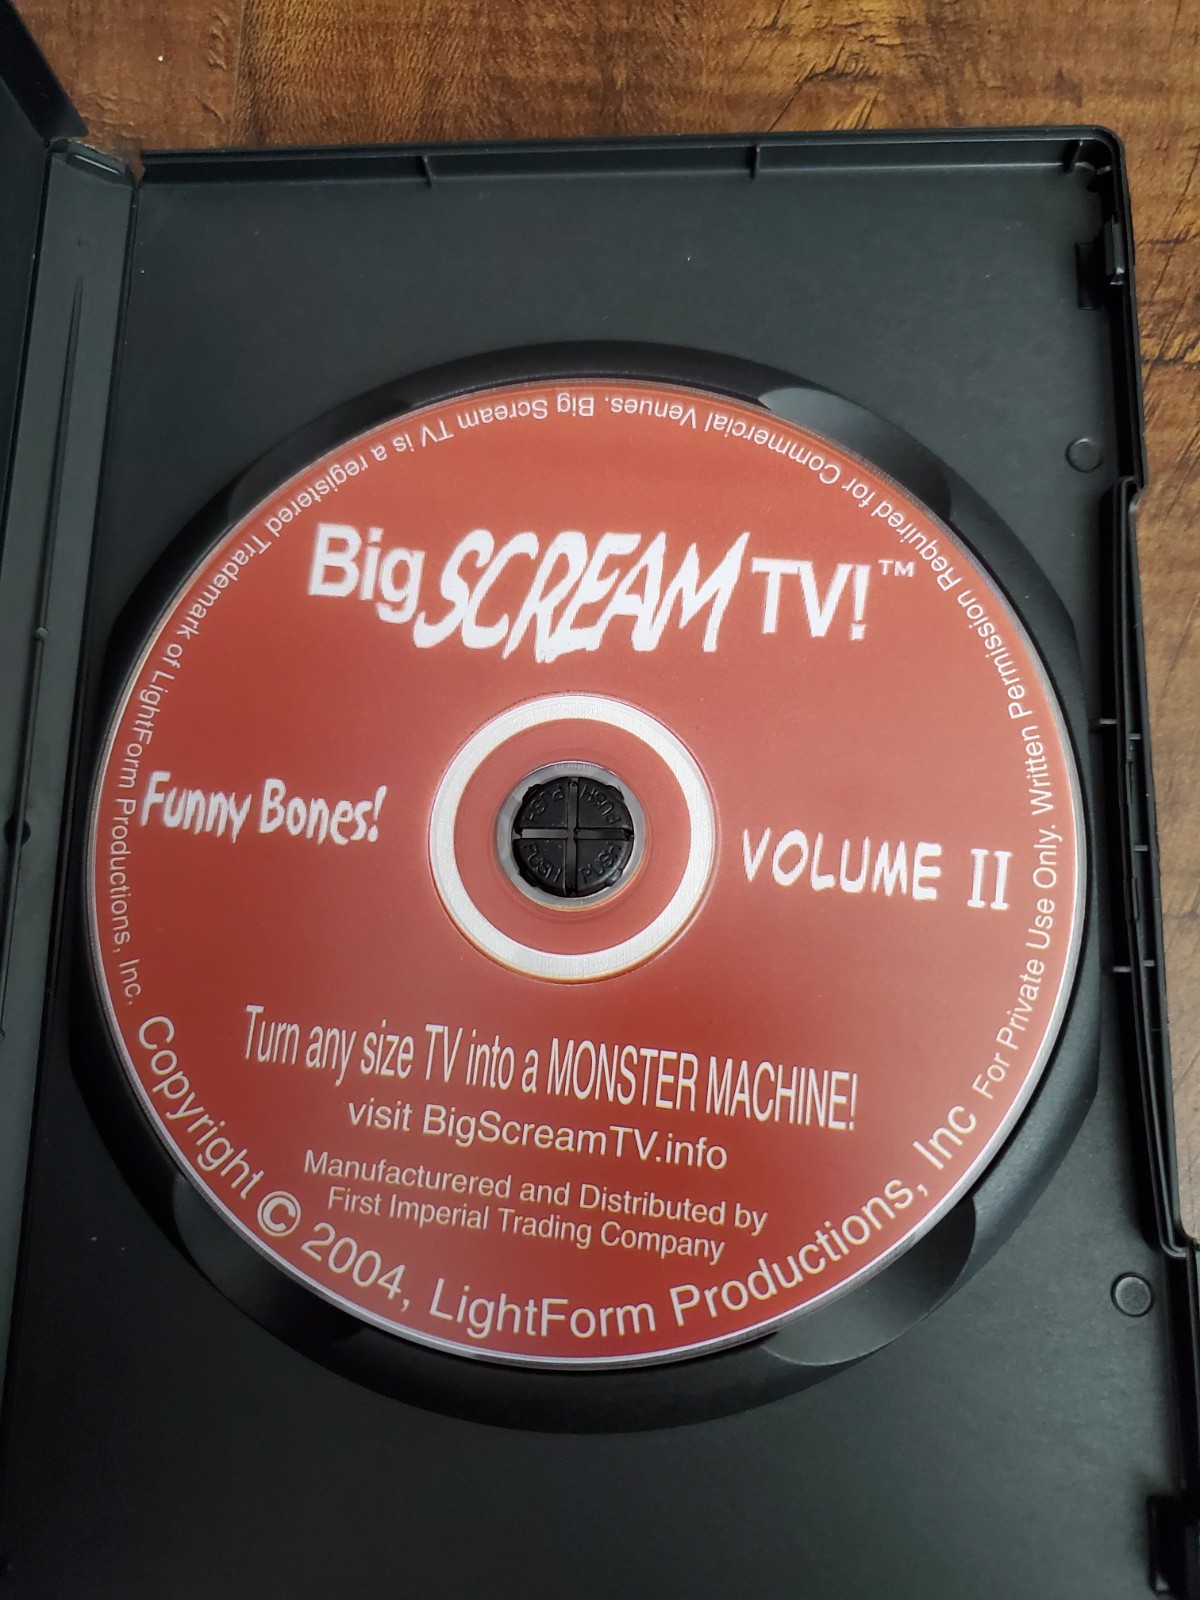 Big SCREAM TV!™
Funny Bones!
VOLUME II
Turn any size TV into a MONSTER MACHINE!
visit BigScreamTV.info
Manufacturered and Distributed by
First Imperial Trading Company
Copyright © 2004, LightForm Productions, Inc
For Private Use Only. Written Permission Required for Commercial Venues. Big Scream TV is a registered Trademark of LightForm Productions, Inc.
PUSH PUSH PUSH PUSH